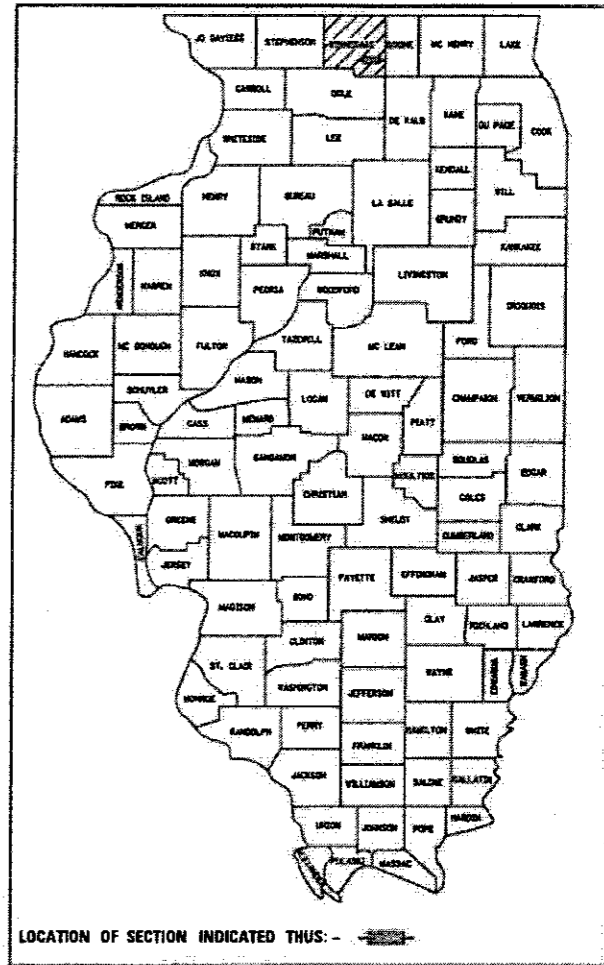 JO DAVIESS STEPHENSON WINNEBAGO BOONE MC HENRY LAKE
CARROLL OGLE DE KALB KANE DU PAGE COOK
WHITESIDE LEE KENDALL WILL
ROCK ISLAND HENRY BUREAU LA SALLE GRUNDY
MERCER PUTNAM KANKAKEE
STARK MARSHALL LIVINGSTON
HENDERSON WARREN KNOX PEORIA WOODFORD IROQUOIS
HANCOCK MC DONOUGH FULTON TAZEWELL MC LEAN FORD
SCHUYLER MASON LOGAN DE WITT CHAMPAIGN VERMILION
ADAMS BROWN CASS MENARD MACON PIATT
PIKE SCOTT MORGAN SANGAMON CHRISTIAN MOULTRIE DOUGLAS EDGAR
COLES
GREENE MACOUPIN MONTGOMERY SHELBY CUMBERLAND CLARK
CALHOUN JERSEY FAYETTE EFFINGHAM JASPER CRAWFORD
MADISON BOND CLAY RICHLAND LAWRENCE
ST. CLAIR CLINTON MARION WAYNE EDWARDS WABASH
MONROE WASHINGTON JEFFERSON
RANDOLPH PERRY FRANKLIN HAMILTON WHITE
JACKSON WILLIAMSON SALINE GALLATIN
UNION JOHNSON POPE HARDIN
ALEXANDER PULASKI MASSAC
LOCATION OF SECTION INDICATED THUS: -